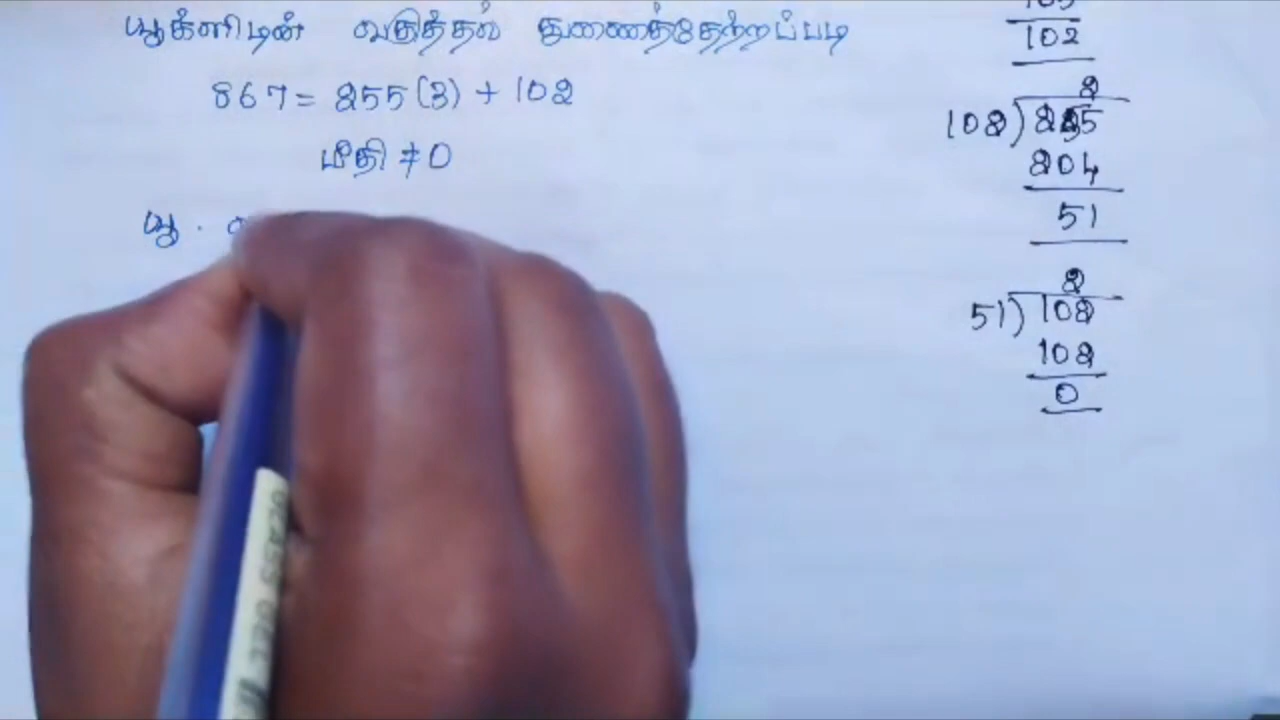 யூக்ளிடின் வகுத்தல் துணைத்தேற்றப்படி
867 = 255 (3) + 102
மீதி ≠ 0
யூ .
102
2
102 ) 255
204
51
2
51 ) 102
102
0